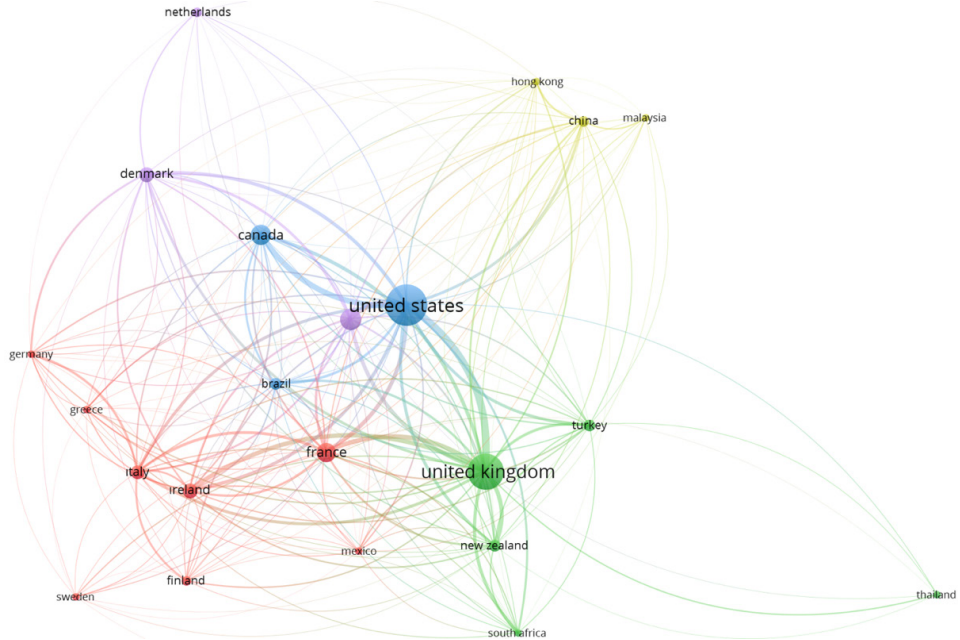 netherlands
hong kong
china
malaysia
denmark
canada
united states
germany
brazil
greece
turkey
france
italy
united kingdom
ireland
new zealand
mexico
finland
sweden
thailand
south africa